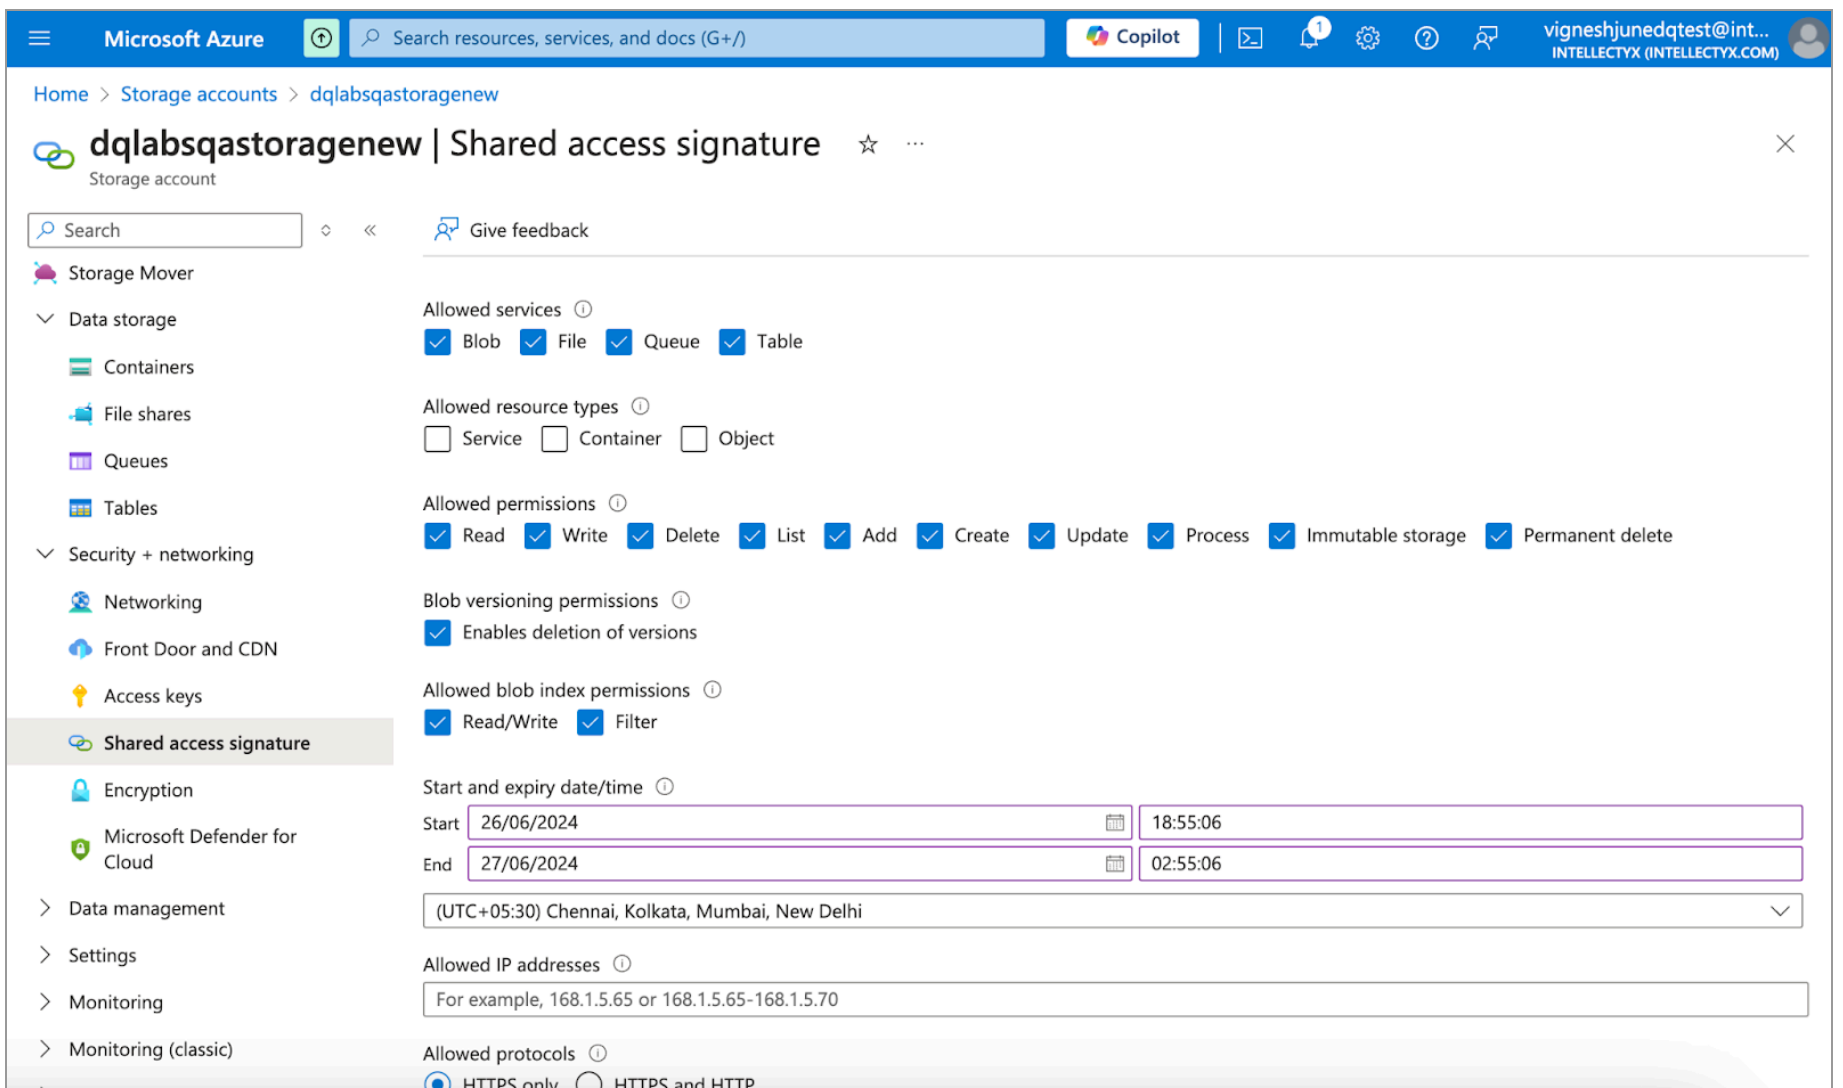 Microsoft Azure
Search resources, services, and docs (G+/)
Copilot
1
vigneshjunedqtest@int...
INTELLECTYX (INTELLECTYX.COM)
Home > Storage accounts > dqlabsqastoragenew
dqlabsqastoragenew | Shared access signature
Storage account
Search
Storage Mover
Data storage
Containers
File shares
Queues
Tables
Security + networking
Networking
Front Door and CDN
Access keys
Shared access signature
Encryption
Microsoft Defender for
Cloud
Data management
Settings
Monitoring
Monitoring (classic)
Give feedback
Allowed services
Blob File Queue Table
Allowed resource types
Service Container Object
Allowed permissions
Read Write Delete List Add Create Update Process Immutable storage Permanent delete
Blob versioning permissions
Enables deletion of versions
Allowed blob index permissions
Read/Write Filter
Start and expiry date/time
Start 26/06/2024 18:55:06
End 27/06/2024 02:55:06
(UTC+05:30) Chennai, Kolkata, Mumbai, New Delhi
Allowed IP addresses
For example, 168.1.5.65 or 168.1.5.65-168.1.5.70
Allowed protocols
HTTPS only HTTPS and HTTP